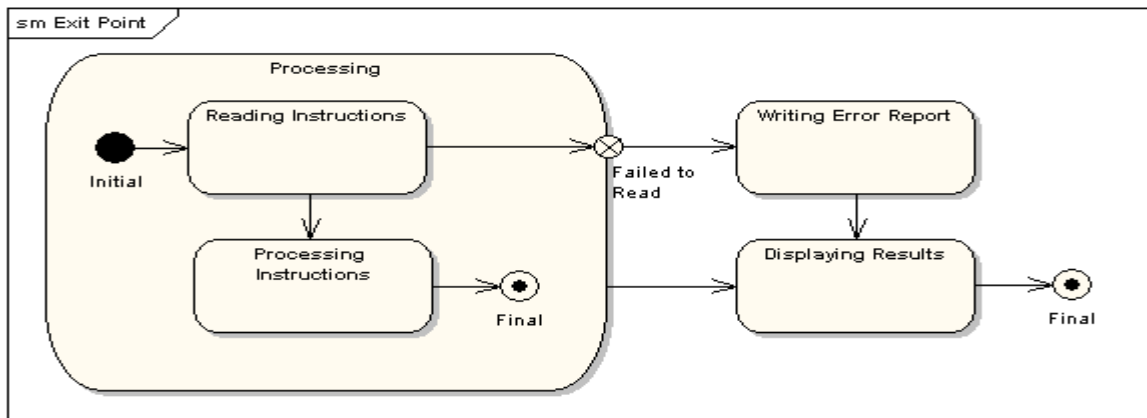 sm Exit Point
Processing
Reading Instructions
Writing Error Report
Initial
Failed to
Read
Processing
Instructions
Displaying Results
Final
Final